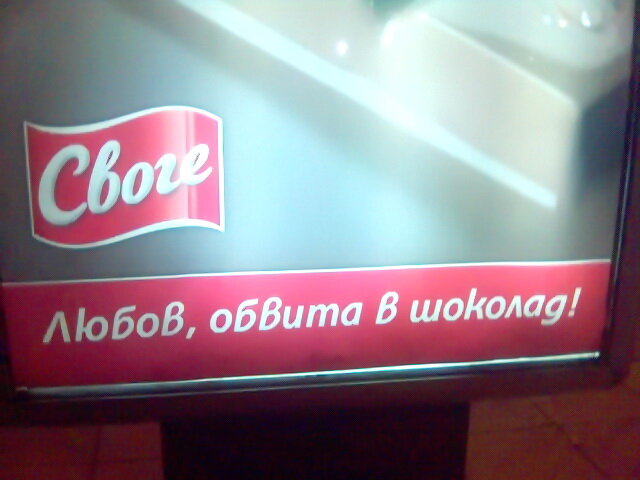 Своге
Любов, обвита в шоколад!